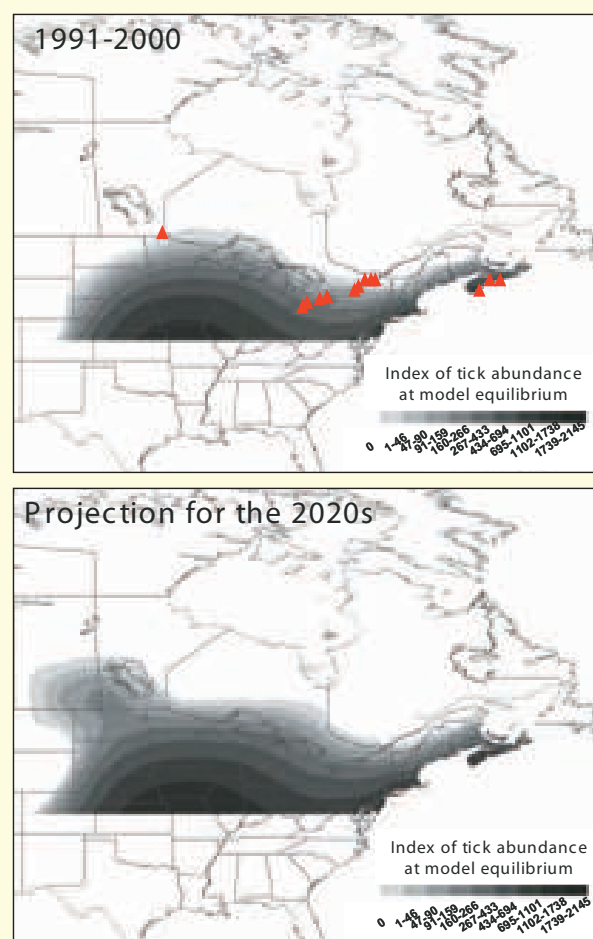 1991-2000
Index of tick abundance
at model equilibrium
0 1-46 47-90 91-159 160-266 267-433 434-694 695-1101 1102-1738 1739-2145
Projection for the 2020s
Index of tick abundance
at model equilibrium
0 1-46 47-90 91-159 160-266 267-433 434-694 695-1101 1102-1738 1739-2145